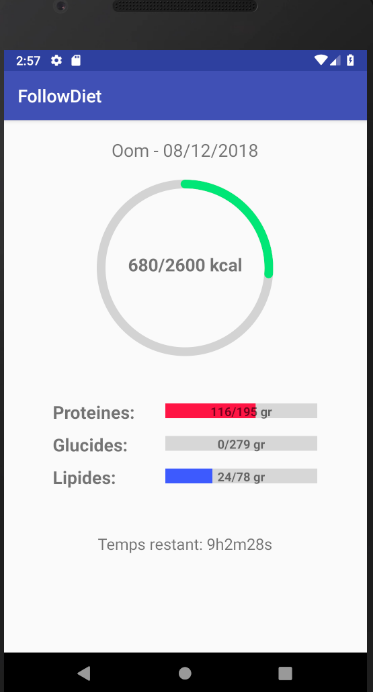 2:57
FollowDiet
Oom - 08/12/2018
680/2600 kcal
Proteines: 116/195 gr
Glucides: 0/279 gr
Lipides: 24/78 gr
Temps restant: 9h2m28s